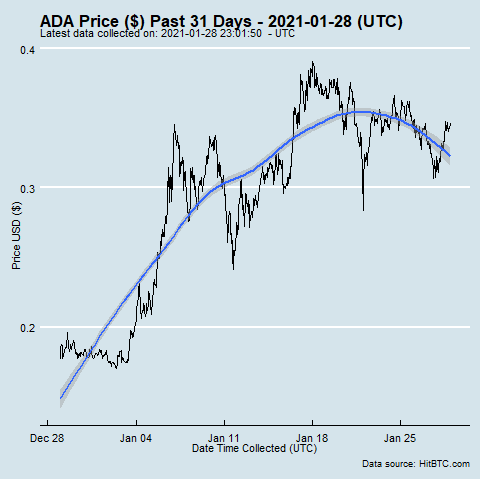 ADA Price ($) Past 31 Days - 2021-01-28 (UTC)
Latest data collected on: 2021-01-28 23:01:50 - UTC
0.4
0.3
0.2
Price USD ($)
Dec 28 Jan 04 Jan 11 Jan 18 Jan 25
Date Time Collected (UTC)
Data source: HitBTC.com